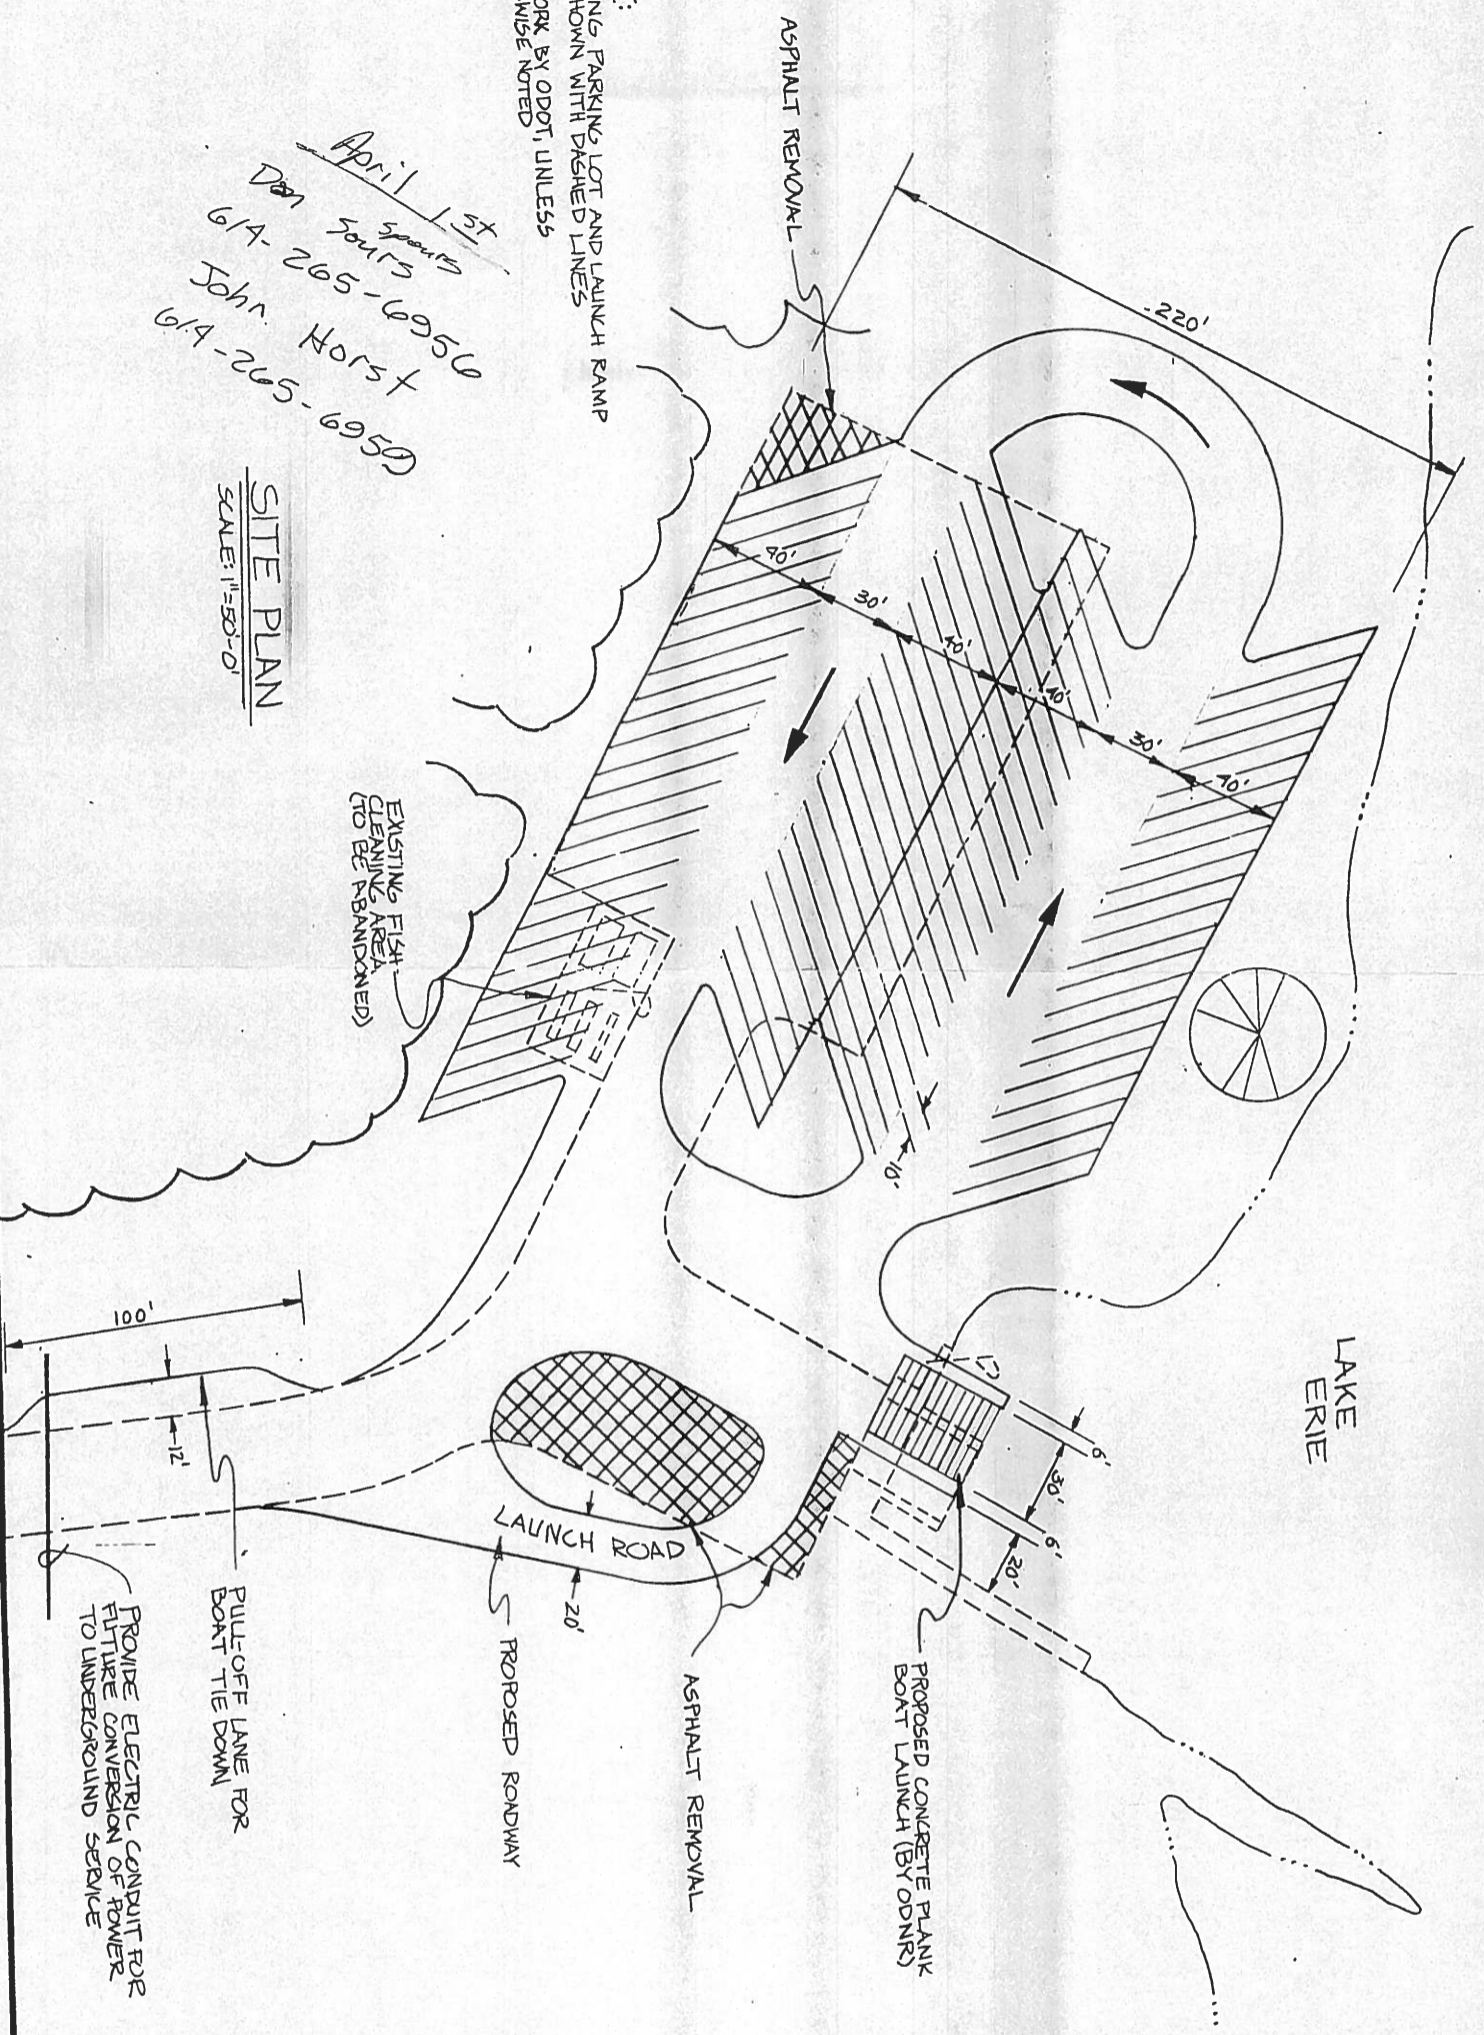 :
NG PARKING LOT AND LAUNCH RAMP
HOWN WITH DASHED LINES
ORK BY ODOT, UNLESS
WISE NOTED
ASPHALT REMOVAL
April 1st
Dan spours
Sours
614-265-6956
John Horst
614-265-6959
SITE PLAN
SCALE: 1"=50'-0'
220'
40'
30'
40'
40'
30'
40'
10'
EXISTING FISH
CLEANING AREA
(TO BE ABANDONED)
LAKE
ERIE
100'
12'
6'
30'
6'
20'
LAUNCH ROAD
20'
PROPOSED CONCRETE PLANK
BOAT LAUNCH (BY ODNR)
ASPHALT REMOVAL
PROPOSED ROADWAY
PULL-OFF LANE FOR
BOAT TIE DOWN
PROVIDE ELECTRIC CONDUIT FOR
FUTURE CONVERSION OF POWER
TO UNDERGROUND SERVICE